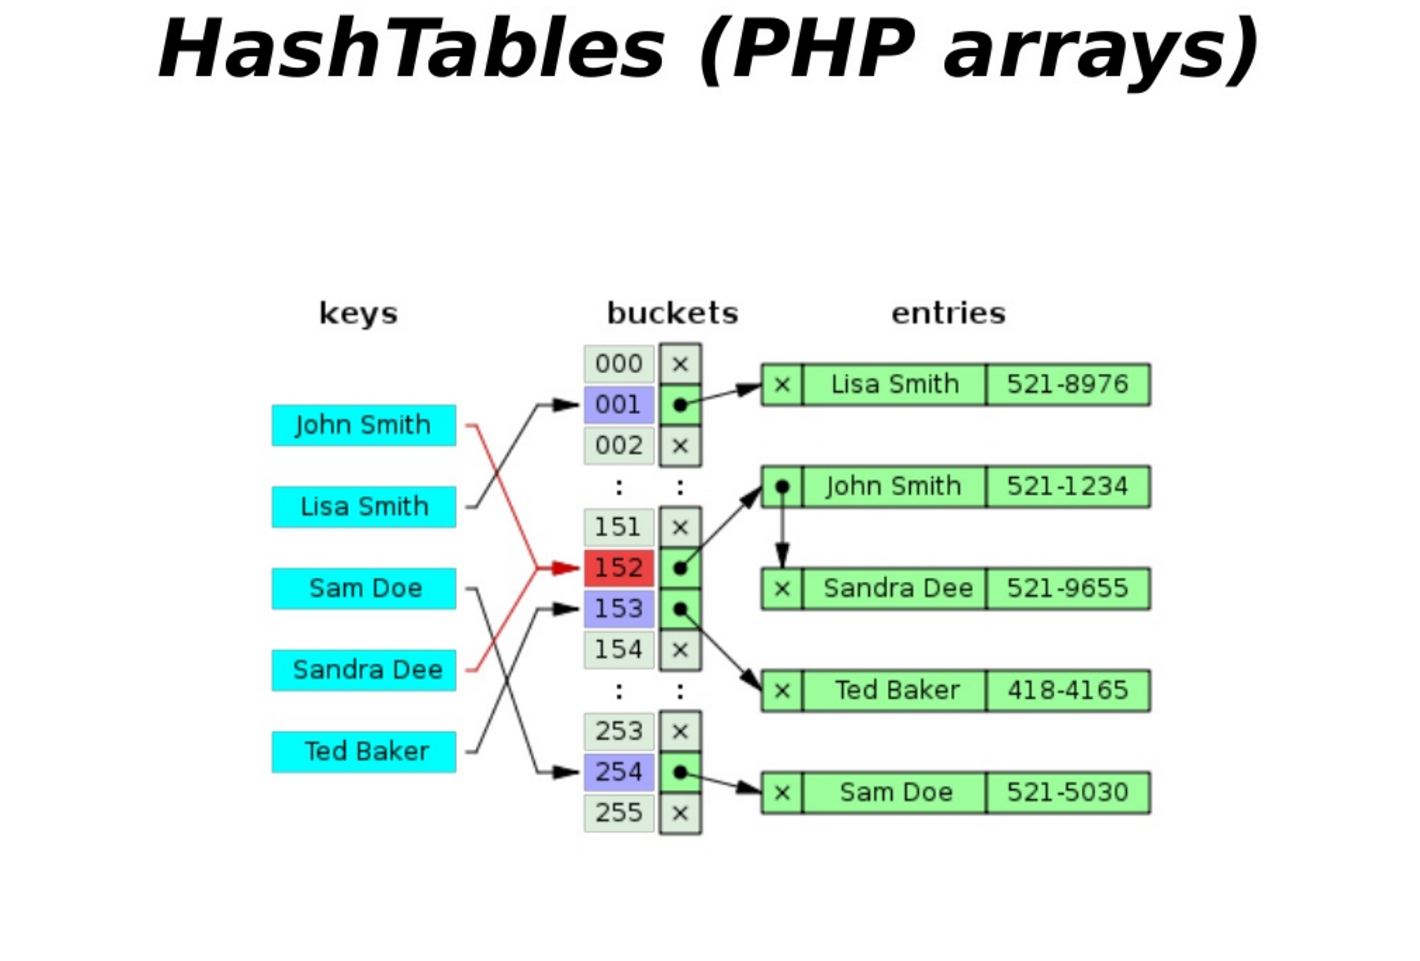 HashTables (PHP arrays)
keys
buckets
entries
John Smith
Lisa Smith
Sam Doe
Sandra Dee
Ted Baker
000 ×
001
002 ×
: :
151 ×
152
153
154 ×
: :
253 ×
254
255 ×
× Lisa Smith 521-8976
John Smith 521-1234
× Sandra Dee 521-9655
× Ted Baker 418-4165
× Sam Doe 521-5030